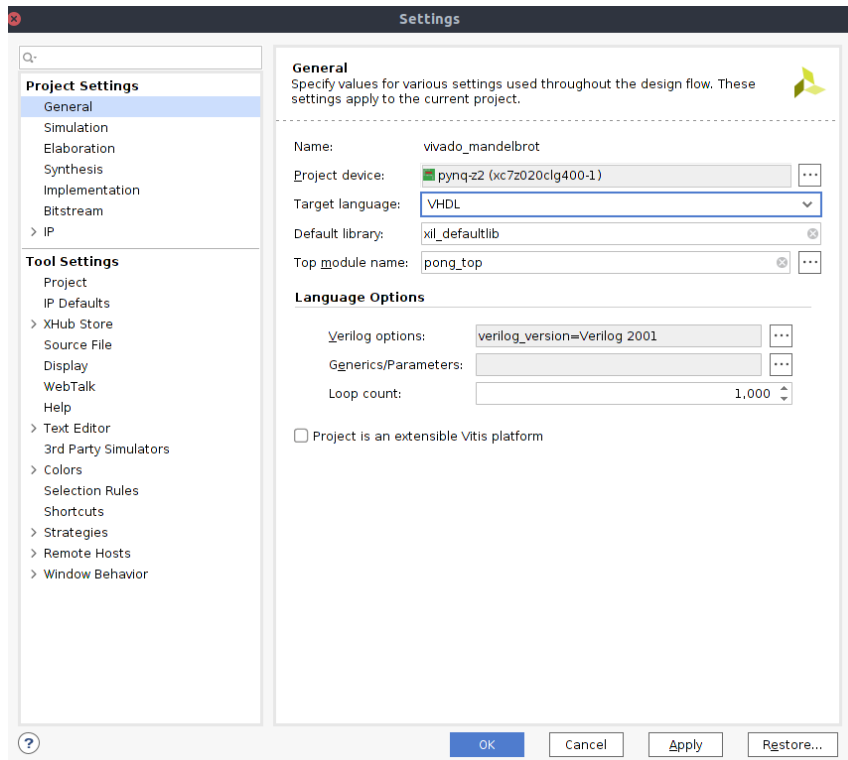 Settings
Q-
Project Settings
General
Simulation
Elaboration
Synthesis
Implementation
Bitstream
> IP
Tool Settings
Project
IP Defaults
> XHub Store
Source File
Display
WebTalk
Help
> Text Editor
3rd Party Simulators
> Colors
Selection Rules
Shortcuts
> Strategies
> Remote Hosts
> Window Behavior
General
Specify values for various settings used throughout the design flow. These
settings apply to the current project.
Name: vivado_mandelbrot
Project device: pynq-z2 (xc7z020clg400-1) ...
Target language: VHDL
Default library: xil_defaultlib
Top module name: pong_top ...
Language Options
Verilog options: verilog_version=Verilog 2001 ...
Generics/Parameters: ...
Loop count: 1,000
Project is an extensible Vitis platform
? OK Cancel Apply Restore...